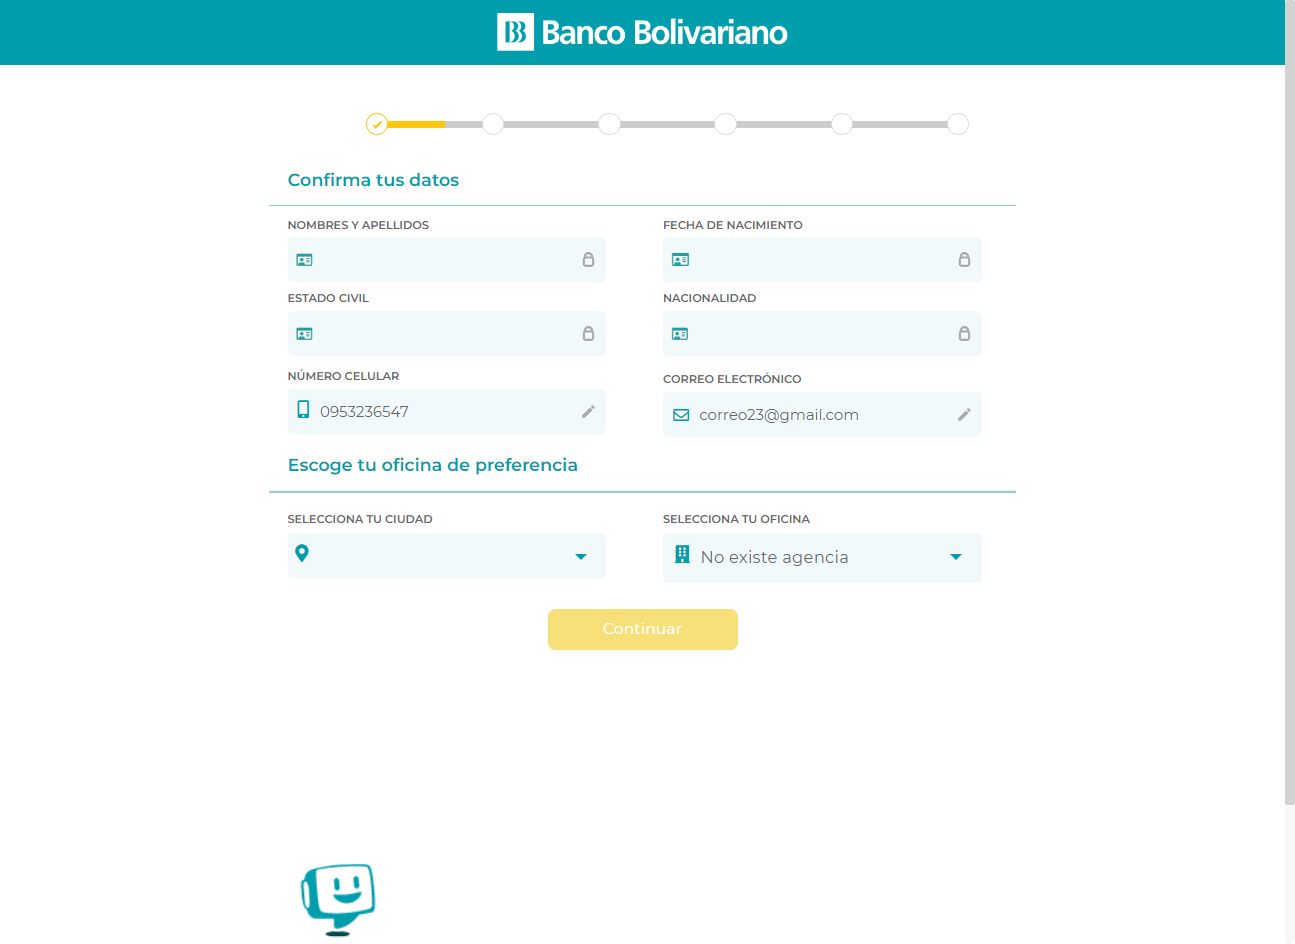 Banco Bolivariano
Confirma tus datos
NOMBRES Y APELLIDOS
FECHA DE NACIMIENTO
ESTADO CIVIL
NACIONALIDAD
NÚMERO CELULAR
CORREO ELECTRÓNICO
0953236547
correo23@gmail.com
Escoge tu oficina de preferencia
SELECCIONA TU CIUDAD
SELECCIONA TU OFICINA
No existe agencia
Continuar